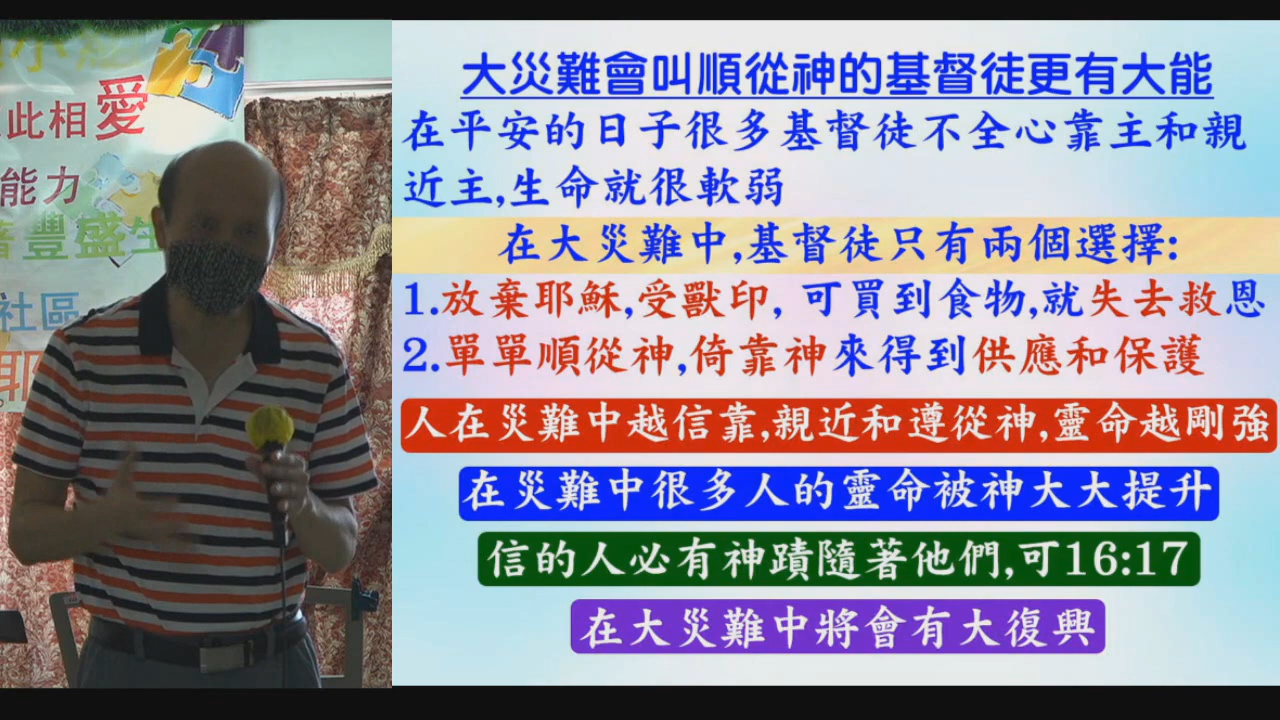 此相愛
能力
豐盛生
社區
大災難會叫順從神的基督徒更有大能
在平安的日子很多基督徒不全心靠主和親
近主,生命就很軟弱
在大災難中,基督徒只有兩個選擇:
1.放棄耶穌,受獸印, 可買到食物,就失去救恩
2.單單順從神,倚靠神來得到供應和保護
人在災難中越信靠,親近和遵從神,靈命越剛強
在災難中很多人的靈命被神大大提升
信的人必有神蹟隨著他們,可16:17
在大災難中將會有大復興